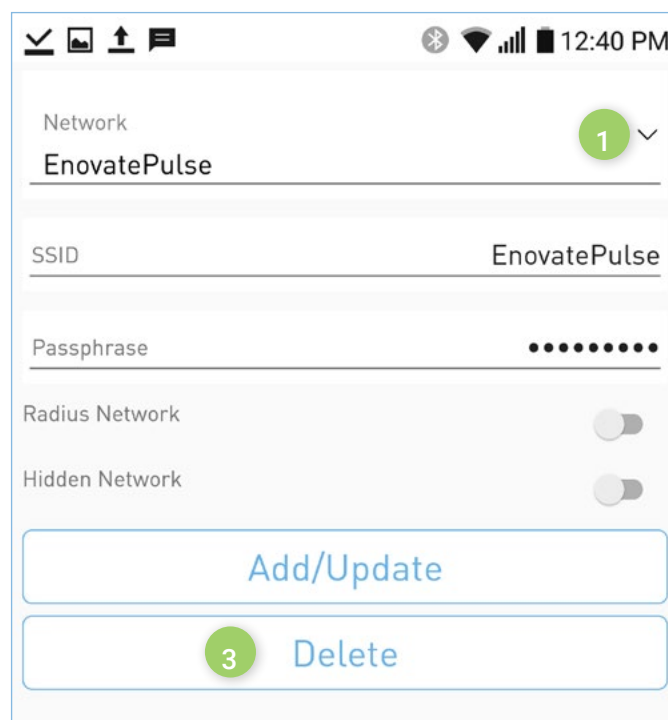 12:40 PM
Network
1
EnovatePulse
SSID EnovatePulse
Passphrase •••••••••
Radius Network
Hidden Network
Add/Update
3 Delete